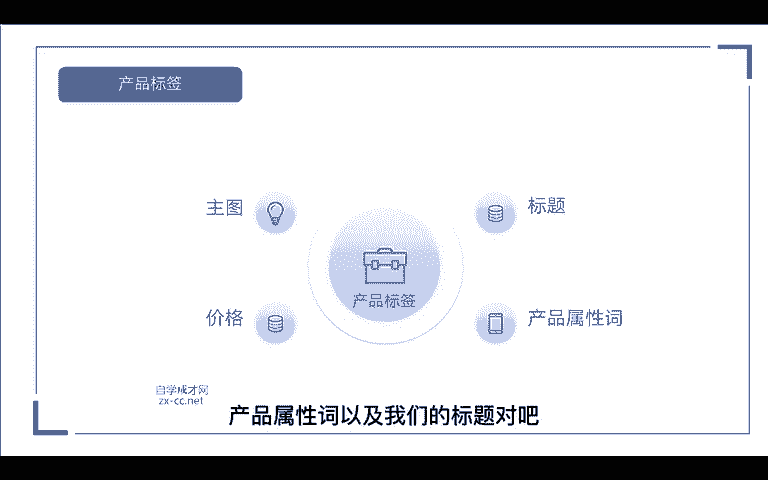 产品标签
主图
标题
产品标签
价格
产品属性词
自学成才网
zx-cc.net
产品属性词以及我们的标题对吧